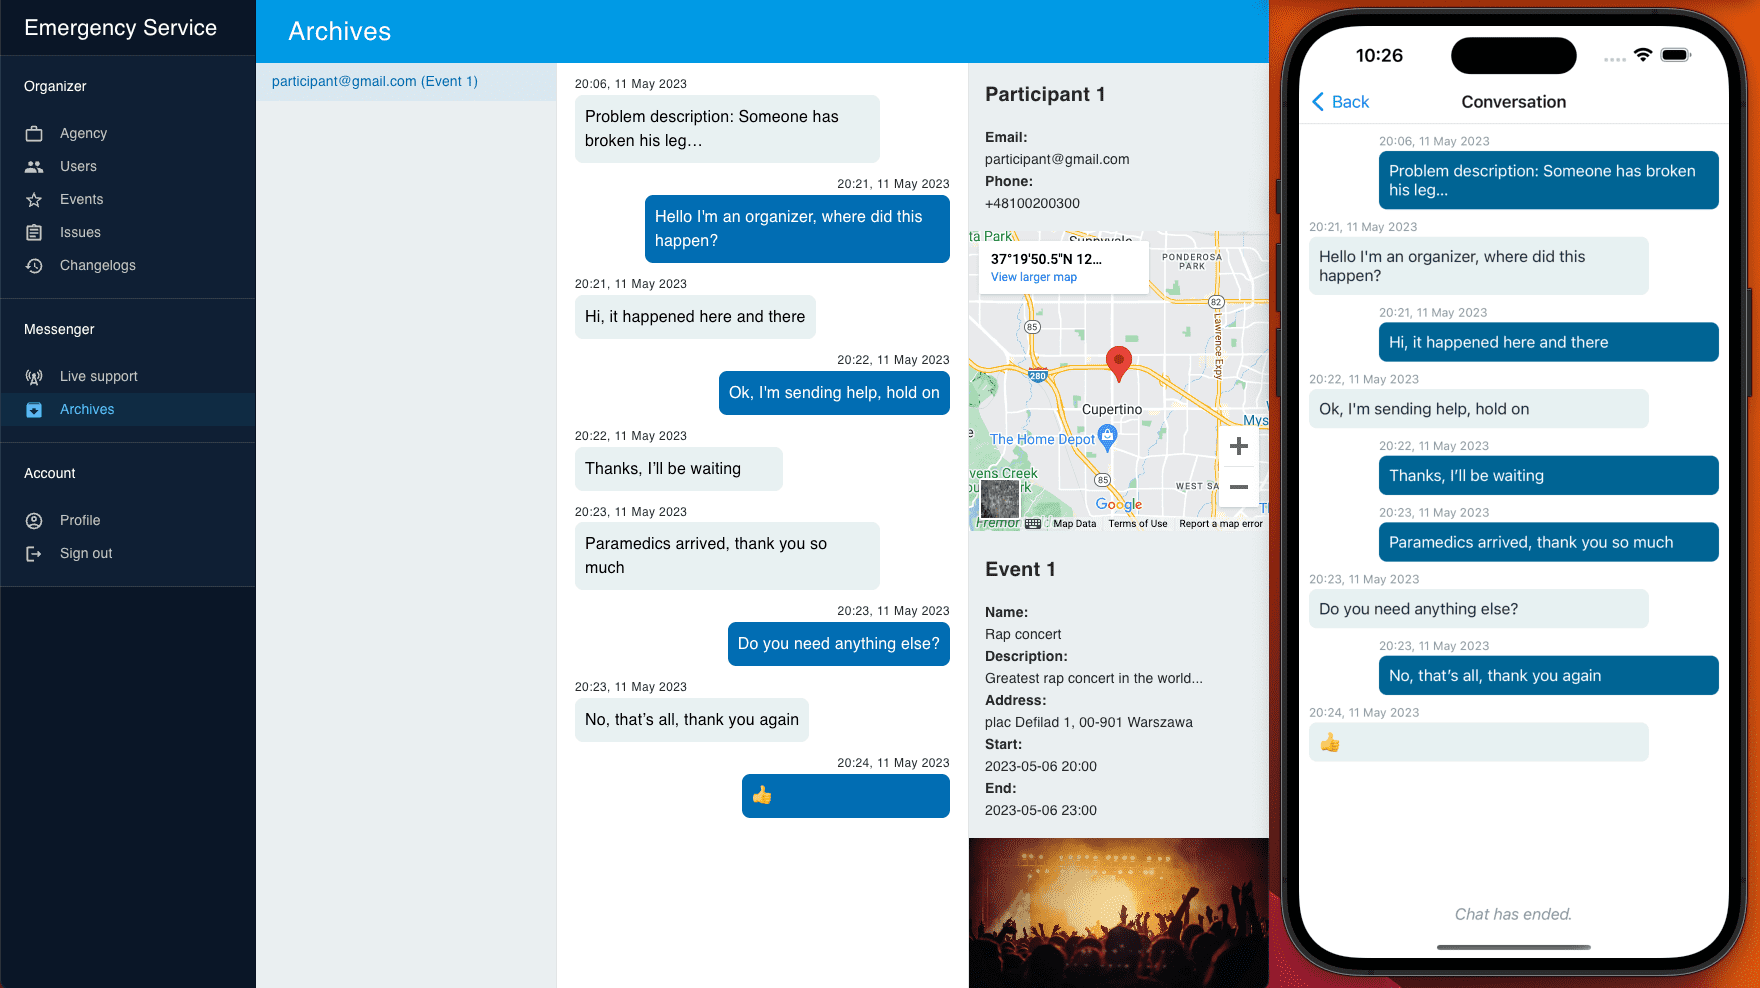 Emergency Service
Organizer
Agency
Users
Events
Issues
Changelogs
Messenger
Live support
Archives
Account
Profile
Sign out
Archives
participant@gmail.com (Event 1)
20:06, 11 May 2023
Problem description: Someone has
broken his leg…
20:21, 11 May 2023
Hello I'm an organizer, where did this
happen?
20:21, 11 May 2023
Hi, it happened here and there
20:22, 11 May 2023
Ok, I'm sending help, hold on
20:22, 11 May 2023
Thanks, I’ll be waiting
20:23, 11 May 2023
Paramedics arrived, thank you so
much
20:23, 11 May 2023
Do you need anything else?
20:23, 11 May 2023
No, that’s all, thank you again
20:24, 11 May 2023
👍
Participant 1
Email:
participant@gmail.com
Phone:
+48100200300
ta Park
Sunnyvale
37°19'50.5"N 12...
View larger map
PONDEROSA
PARK
82
85
Lawrence Expy
280
Cupertino
Mys
The Home Depot
e
vens Creek
85
WEST SA
Google
Fremor
Map Data
Terms of Use
Report a map error
Event 1
Name:
Rap concert
Description:
Greatest rap concert in the world...
Address:
plac Defilad 1, 00-901 Warszawa
Start:
2023-05-06 20:00
End:
2023-05-06 23:00
10:26
Back
Conversation
20:06, 11 May 2023
Problem description: Someone has broken
his leg…
20:21, 11 May 2023
Hello I'm an organizer, where did this
happen?
20:21, 11 May 2023
Hi, it happened here and there
20:22, 11 May 2023
Ok, I'm sending help, hold on
20:22, 11 May 2023
Thanks, I’ll be waiting
20:23, 11 May 2023
Paramedics arrived, thank you so much
20:23, 11 May 2023
Do you need anything else?
20:23, 11 May 2023
No, that’s all, thank you again
20:24, 11 May 2023
👍
Chat has ended.